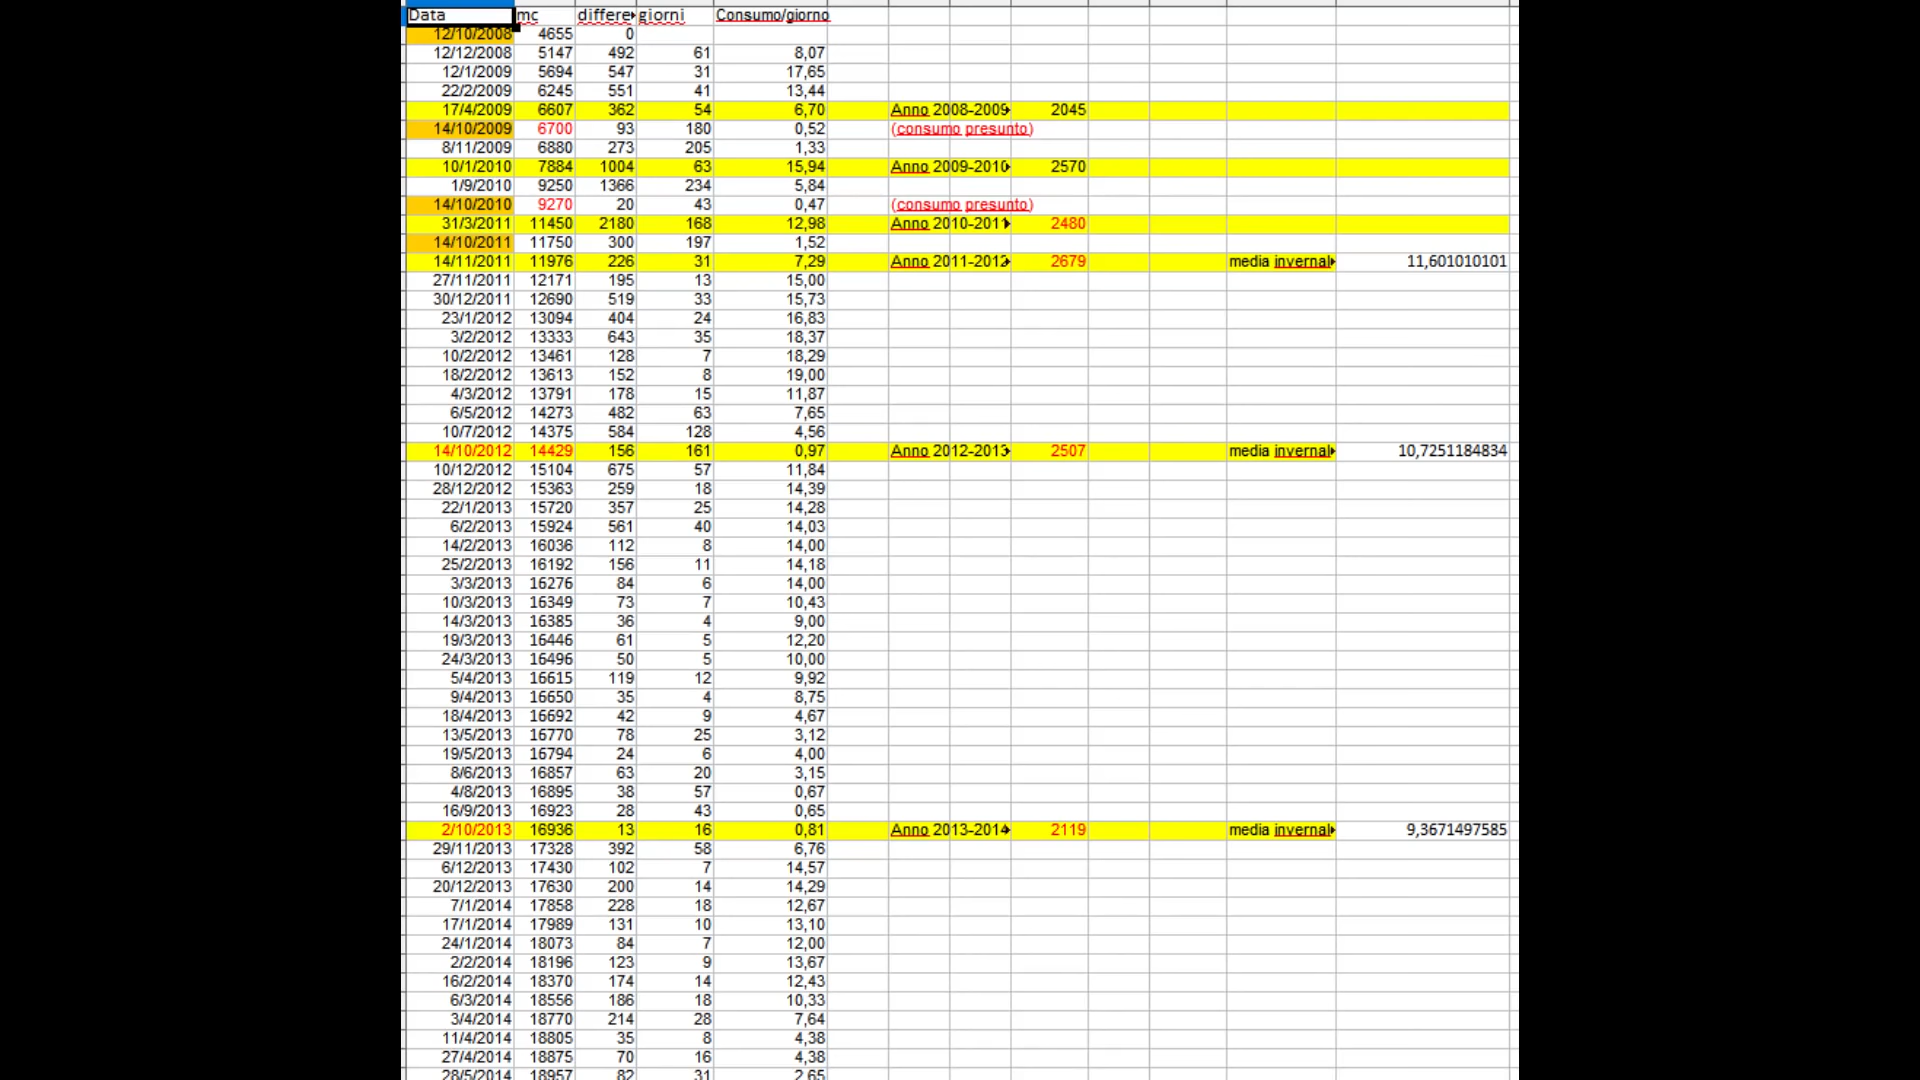 Data mc differe giorni Consumo/giorno
12/10/2008 4655 0
12/12/2008 5147 492 61 8,07
12/1/2009 5694 547 31 17,65
22/2/2009 6245 551 41 13,44
17/4/2009 6607 362 54 6,70 Anno 2008-2009 2045
14/10/2009 6700 93 180 0,52 (consumo presunto)
8/11/2009 6880 273 205 1,33
10/1/2010 7884 1004 63 15,94 Anno 2009-2010 2570
1/9/2010 9250 1366 234 5,84
14/10/2010 9270 20 43 0,47 (consumo presunto)
31/3/2011 11450 2180 168 12,98 Anno 2010-2011 2480
14/10/2011 11750 300 197 1,52
14/11/2011 11976 226 31 7,29 Anno 2011-2012 2679 media invernal 11,601010101
27/11/2011 12171 195 13 15,00
30/12/2011 12690 519 33 15,73
23/1/2012 13094 404 24 16,83
3/2/2012 13333 643 35 18,37
10/2/2012 13461 128 7 18,29
18/2/2012 13613 152 8 19,00
4/3/2012 13791 178 15 11,87
6/5/2012 14273 482 63 7,65
10/7/2012 14375 584 128 4,56
14/10/2012 14429 156 161 0,97 Anno 2012-2013 2507 media invernal 10,7251184834
10/12/2012 15104 675 57 11,84
28/12/2012 15363 259 18 14,39
22/1/2013 15720 357 25 14,28
6/2/2013 15924 561 40 14,03
14/2/2013 16036 112 8 14,00
25/2/2013 16192 156 11 14,18
3/3/2013 16276 84 6 14,00
10/3/2013 16349 73 7 10,43
14/3/2013 16385 36 4 9,00
19/3/2013 16446 61 5 12,20
24/3/2013 16496 50 5 10,00
5/4/2013 16615 119 12 9,92
9/4/2013 16650 35 4 8,75
18/4/2013 16692 42 9 4,67
13/5/2013 16770 78 25 3,12
19/5/2013 16794 24 6 4,00
8/6/2013 16857 63 20 3,15
4/8/2013 16895 38 57 0,67
16/9/2013 16923 28 43 0,65
2/10/2013 16936 13 16 0,81 Anno 2013-2014 2119 media invernal 9,3671497585
29/11/2013 17328 392 58 6,76
6/12/2013 17430 102 7 14,57
20/12/2013 17630 200 14 14,29
7/1/2014 17858 228 18 12,67
17/1/2014 17989 131 10 13,10
24/1/2014 18073 84 7 12,00
2/2/2014 18196 123 9 13,67
16/2/2014 18370 174 14 12,43
6/3/2014 18556 186 18 10,33
3/4/2014 18770 214 28 7,64
11/4/2014 18805 35 8 4,38
27/4/2014 18875 70 16 4,38
28/5/2014 18957 82 31 2,65